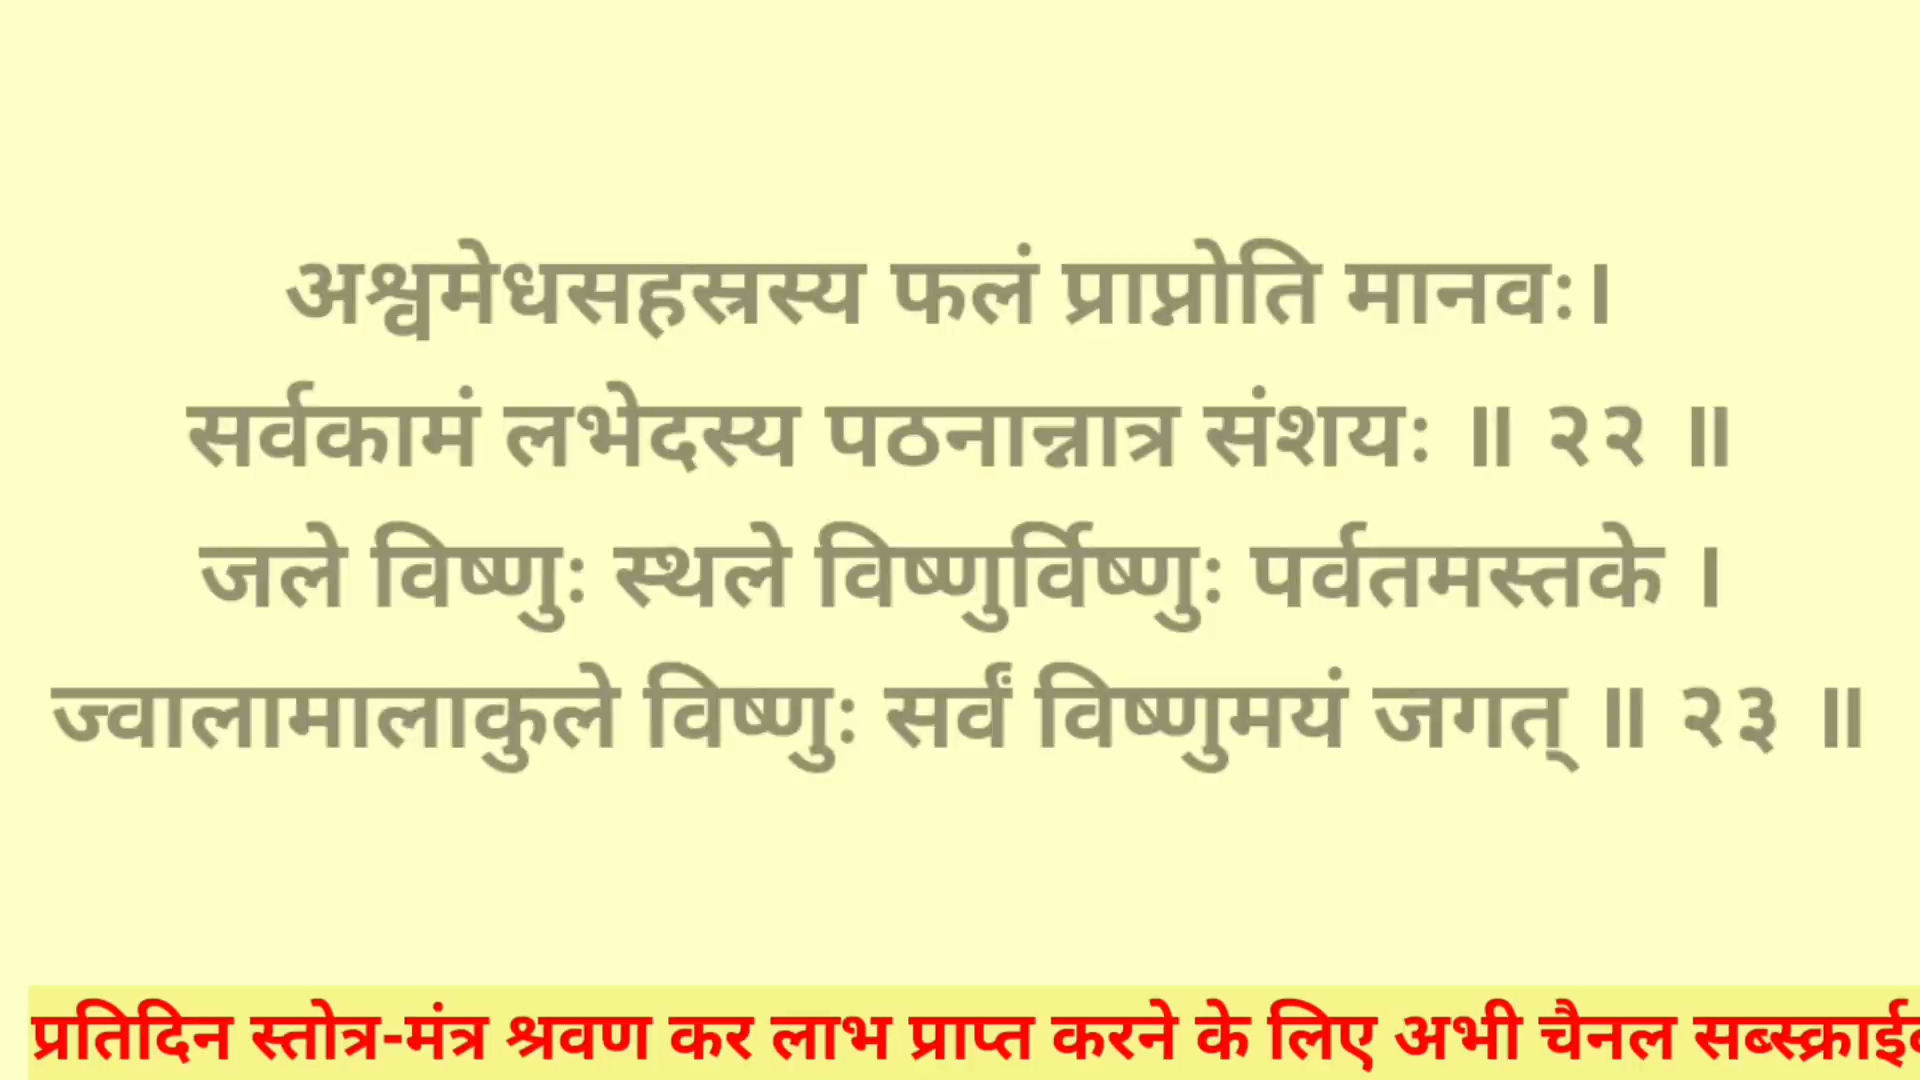 अश्वमेधसहस्रस्य फलं प्राप्नोति मानवः।
सर्वकामं लभेदस्य पठनान्नात्र संशयः ॥ २२ ॥
जले विष्णुः स्थले विष्णुर्विष्णुः पर्वतमस्तके ।
ज्वालामालाकुले विष्णुः सर्वं विष्णुमयं जगत् ॥ २३ ॥
प्रतिदिन स्तोत्र-मंत्र श्रवण कर लाभ प्राप्त करने के लिए अभी चैनल